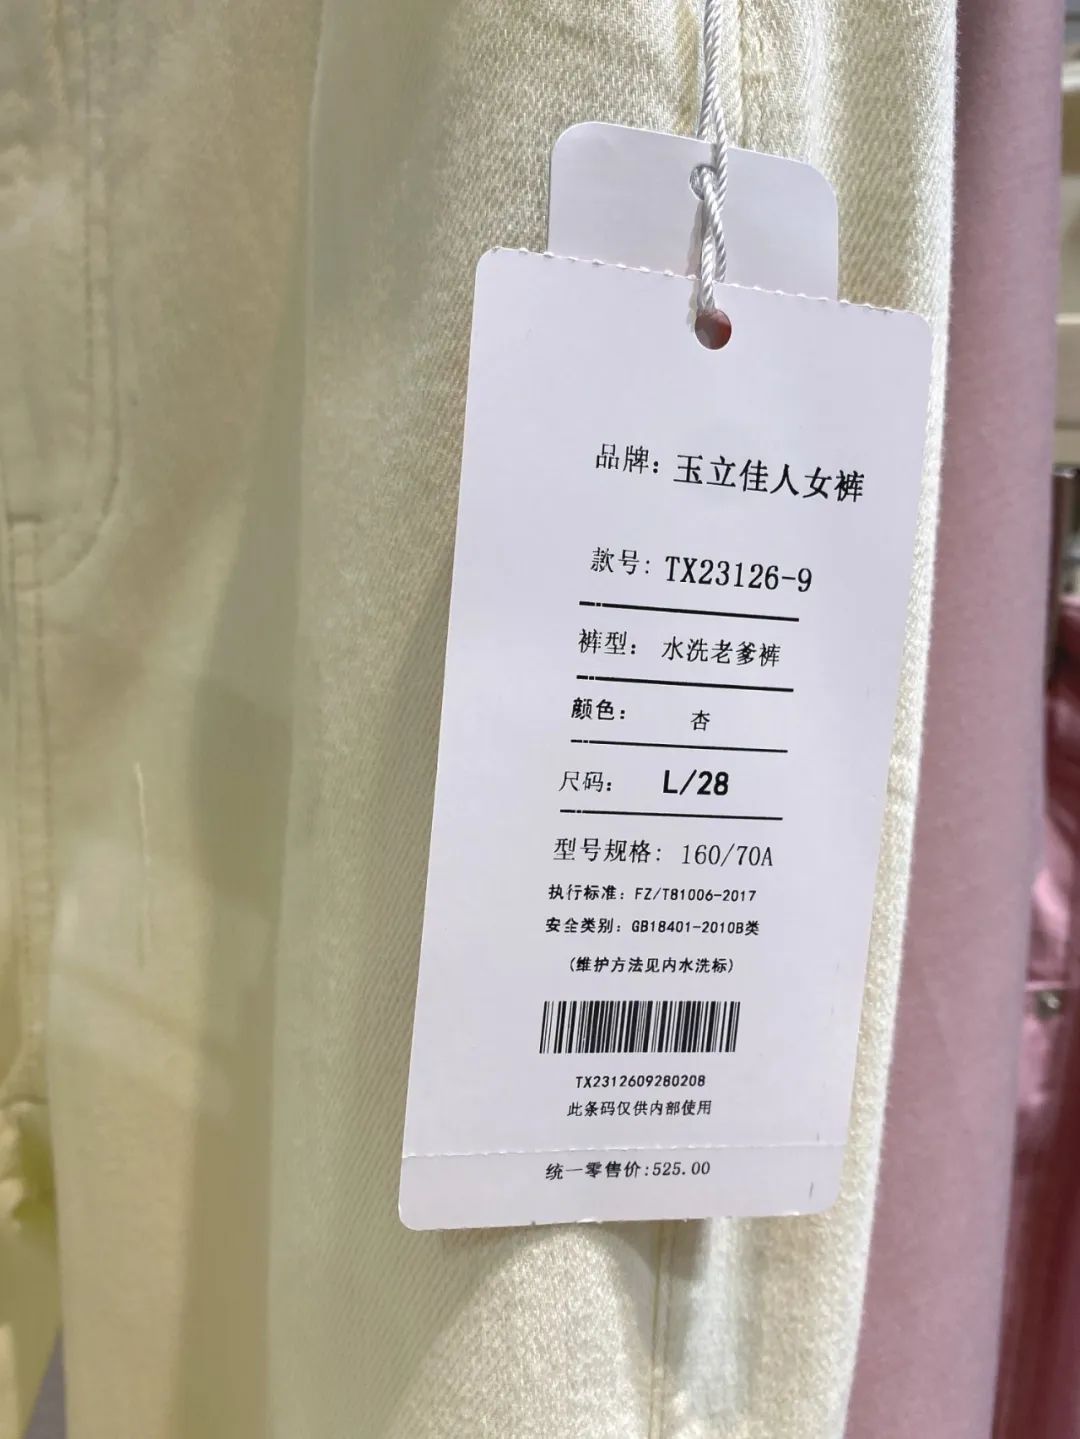 品牌：玉立佳人女裤
款号：TX23126-9
裤型：水洗老爹裤
颜色：杏
尺码：L/28
型号规格：160/70A
执行标准：FZ/T81006-2017
安全类别：GB18401-2010B类
(维护方法见内水洗标)
TX2312609280208
此条码仅供内部使用
统一零售价:525.00